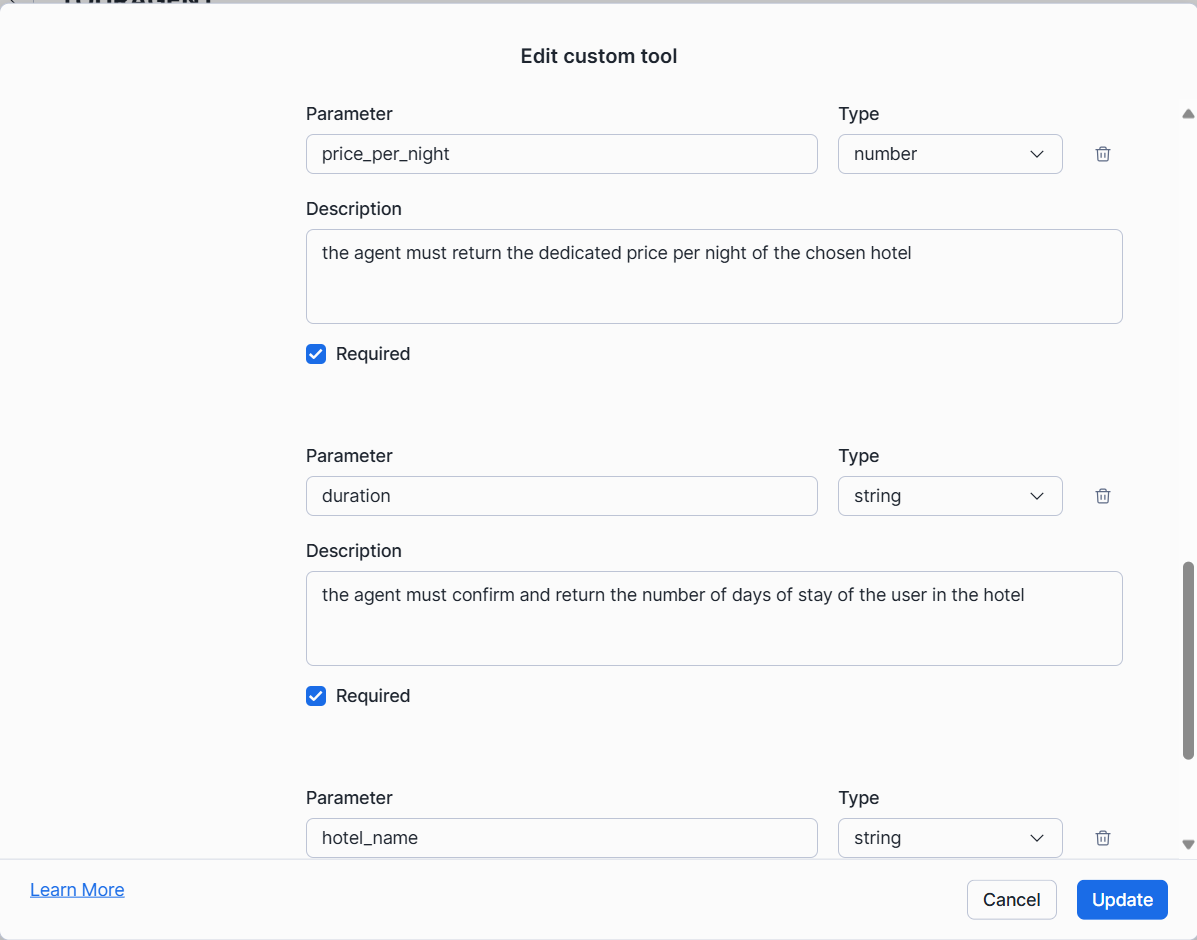 TOURAGENT
Edit custom tool
Parameter
Type
price_per_night
number
Description
the agent must return the dedicated price per night of the chosen hotel
Required
Parameter
Type
duration
string
Description
the agent must confirm and return the number of days of stay of the user in the hotel
Required
Parameter
Type
hotel_name
string
Learn More
Cancel
Update